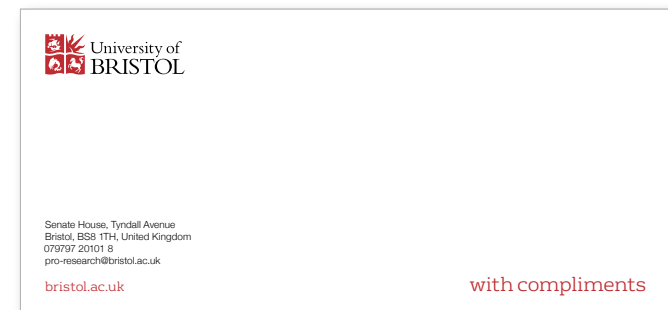 University of
BRISTOL
Senate House, Tyndall Avenue
Bristol, BS8 1TH, United Kingdom
079797 20101 8
pro-research@bristol.ac.uk
bristol.ac.uk
with compliments